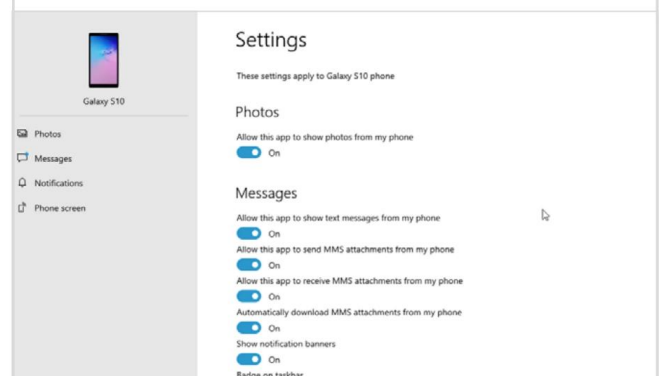 Galaxy S10
Photos
Messages
Notifications
Phone screen
Settings
These settings apply to Galaxy S10 phone
Photos
Allow this app to show photos from my phone
On
Messages
Allow this app to show text messages from my phone
On
Allow this app to send MMS attachments from my phone
On
Allow this app to receive MMS attachments from my phone
On
Automatically download MMS attachments from my phone
On
Show notification banners
On
Badge on taskbar